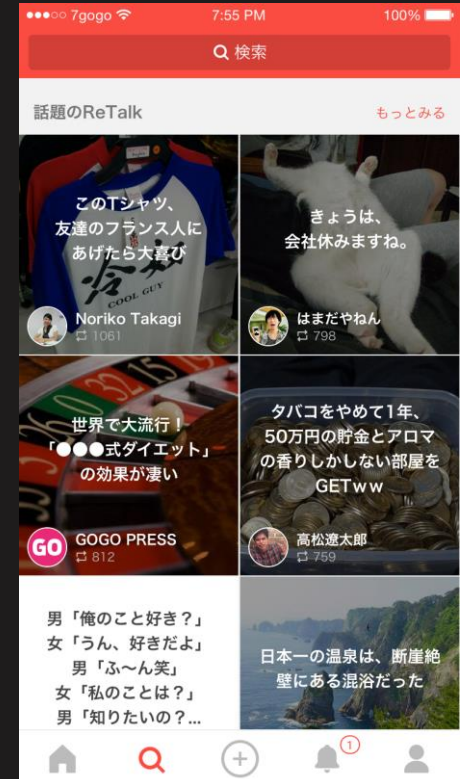 7gogo
7:55 PM
100%
検索
話題のReTalk
もっとみる
このTシャツ、
友達のフランス人に
あげたら大喜び
COOL GUY
Noriko Takagi
1061
きょうは、
会社休みますね。
はまだやねん
798
世界で大流行！
「●●●式ダイエット」
の効果が凄い
GO
GOGO PRESS
812
タバコをやめて1年、
50万円の貯金とアロマ
の香りしかしない部屋を
GETｗｗ
高松遼太郎
759
男「俺のこと好き？」
女「うん、好きだよ」
男「ふ〜ん笑」
女「私のことは？」
男「知りたいの？...
日本一の温泉は、断崖絶
壁にある混浴だった
1